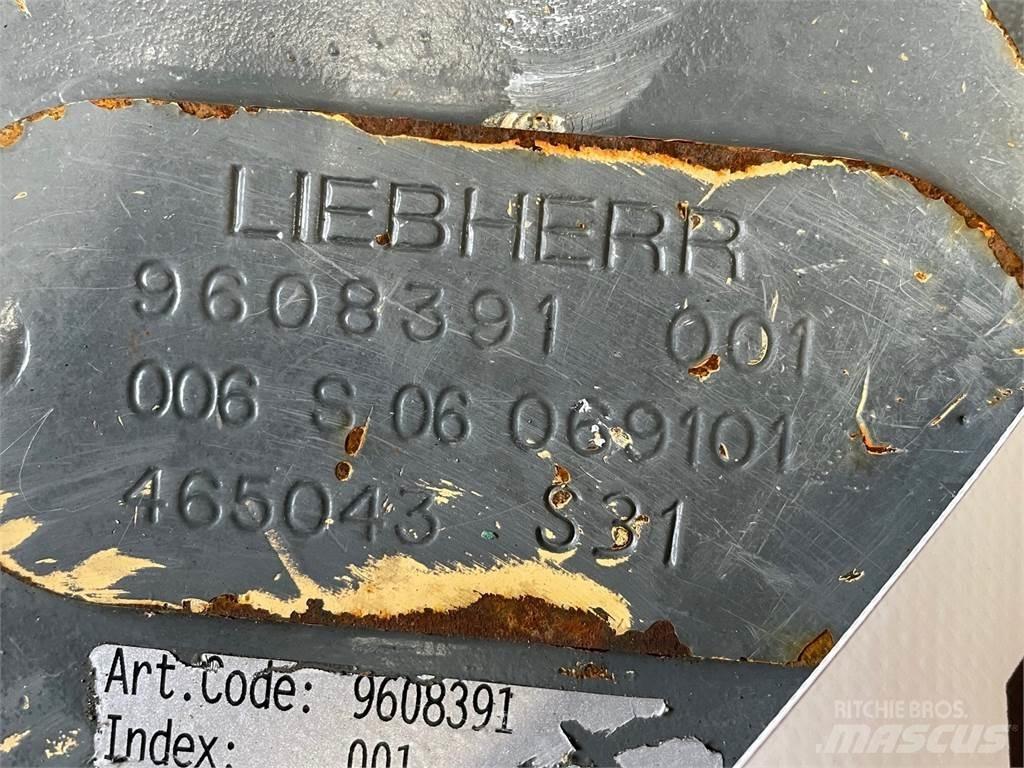 LIEBHERR
9608391 001
006 S 06 069101
465043 S31
Art.Code: 9608391
Index: 001
RITCHIE BROS.
MASCUS